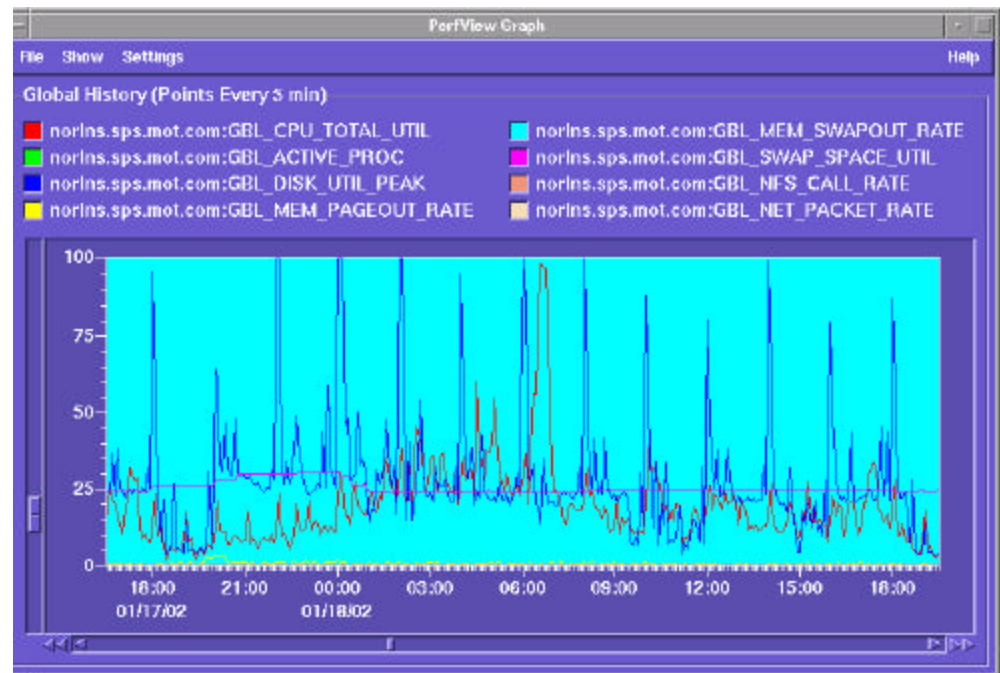 PerfView Graph
File Show Settings Help
Global History (Points Every 5 min)
norins.sps.mot.com:GBL_CPU_TOTAL_UTIL
norins.sps.mot.com:GBL_ACTIVE_PROC
norins.sps.mot.com:GBL_DISK_UTIL_PEAK
norins.sps.mot.com:GBL_MEM_PAGEOUT_RATE
norins.sps.mot.com:GBL_MEM_SWAPOUT_RATE
norins.sps.mot.com:GBL_SWAP_SPACE_UTIL
norins.sps.mot.com:GBL_NFS_CALL_RATE
norins.sps.mot.com:GBL_NET_PACKET_RATE
100
75
50
25
0
18:00 21:00 00:00 03:00 06:00 09:00 12:00 15:00 18:00
01/17/02 01/18/02